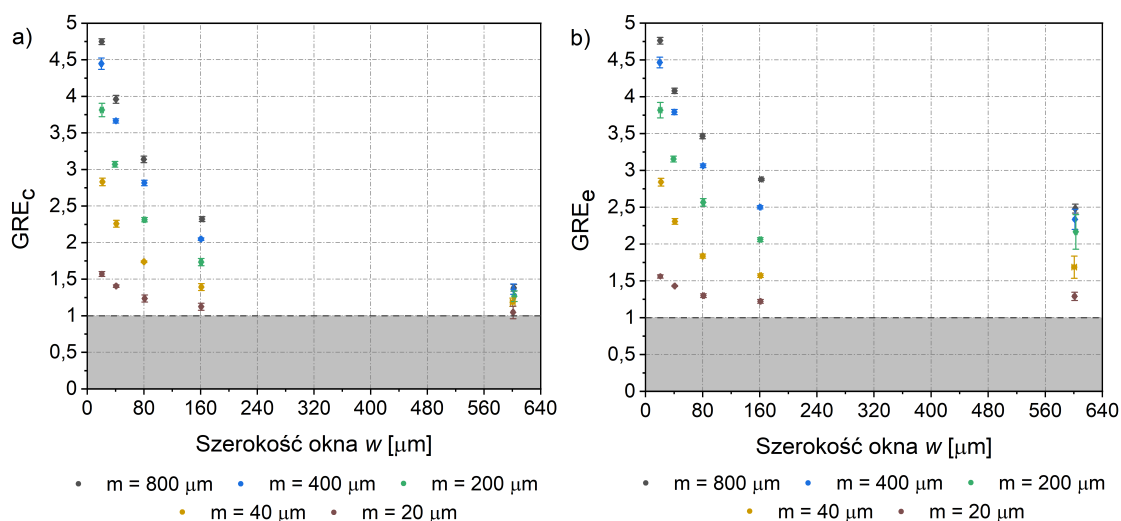 a)
5
4,5
4
3,5
3
2,5
2
1,5
1
0,5
0
GREc
0 80 160 240 320 400 480 560 640
Szerokość okna w [μm]
m = 800 μm m = 400 μm m = 200 μm
m = 40 μm m = 20 μm
b)
5
4,5
4
3,5
3
2,5
2
1,5
1
0,5
0
GREe
0 80 160 240 320 400 480 560 640
Szerokość okna w [μm]
m = 800 μm m = 400 μm m = 200 μm
m = 40 μm m = 20 μm